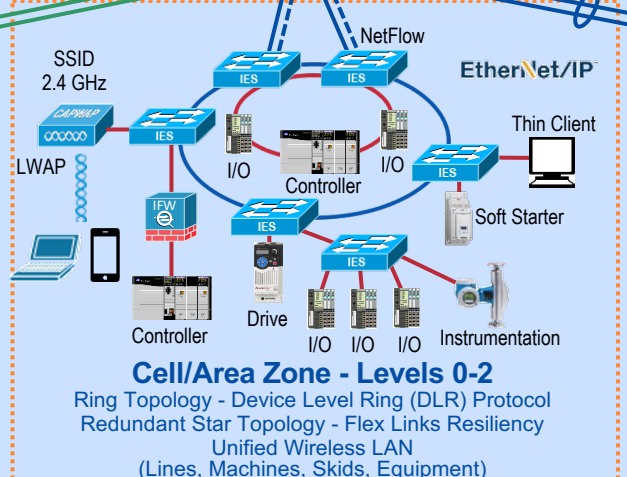 NetFlow
SSID
2.4 GHz
IES
IES
EtherNet/IP
CAPWAP
IES
Thin Client
LWAP
I/O
Controller
I/O
IES
IFW
Soft Starter
IES
IES
Controller
Drive
I/O
I/O
I/O
Instrumentation
Cell/Area Zone - Levels 0-2
Ring Topology - Device Level Ring (DLR) Protocol
Redundant Star Topology - Flex Links Resiliency
Unified Wireless LAN
(Lines, Machines, Skids, Equipment)